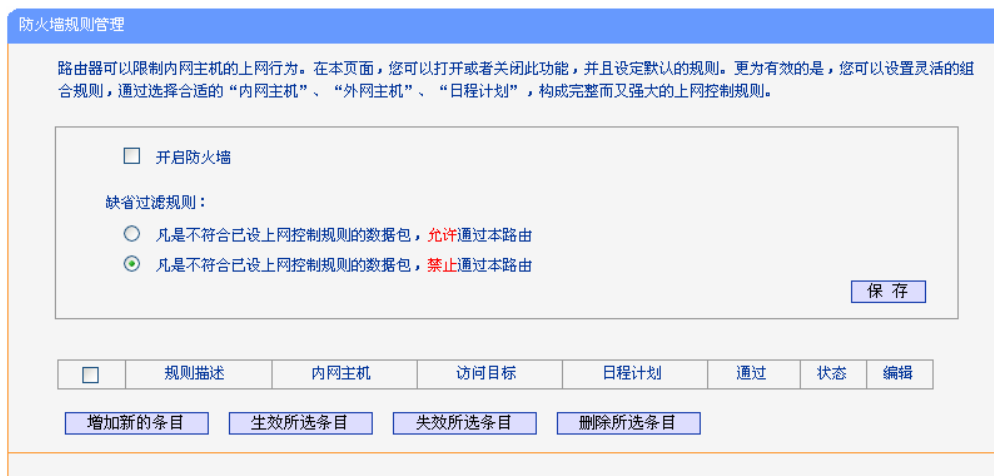 防火墙规则管理
路由器可以限制内网主机的上网行为。在本页面，您可以打开或者关闭此功能，并且设定默认的规则。更为有效的是，您可以设置灵活的组
合规则，通过选择合适的“内网主机”、“外网主机”、“日程计划”，构成完整而又强大的上网控制规则。
开启防火墙
缺省过滤规则：
凡是不符合已设上网控制规则的数据包，允许通过本路由
凡是不符合已设上网控制规则的数据包，禁止通过本路由
保 存
规则描述 内网主机 访问目标 日程计划 通过 状态 编辑
增加新的条目 生效所选条目 失效所选条目 删除所选条目